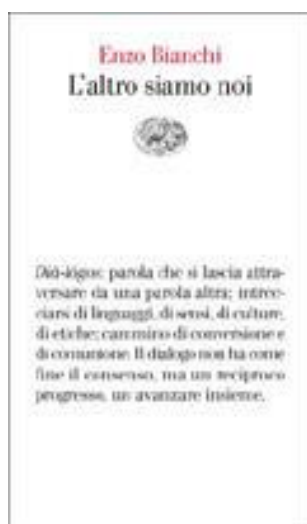 Enzo Bianchi
L'altro siamo noi
Dià-lógos: parola che si lascia attra-
versare da una parola altra; intrec-
ciarsi di linguaggi, di sensi, di culture,
di etiche; cammino di conversione e
di comunione. Il dialogo non ha come
fine il consenso, ma un reciproco
progresso, un avanzare insieme.